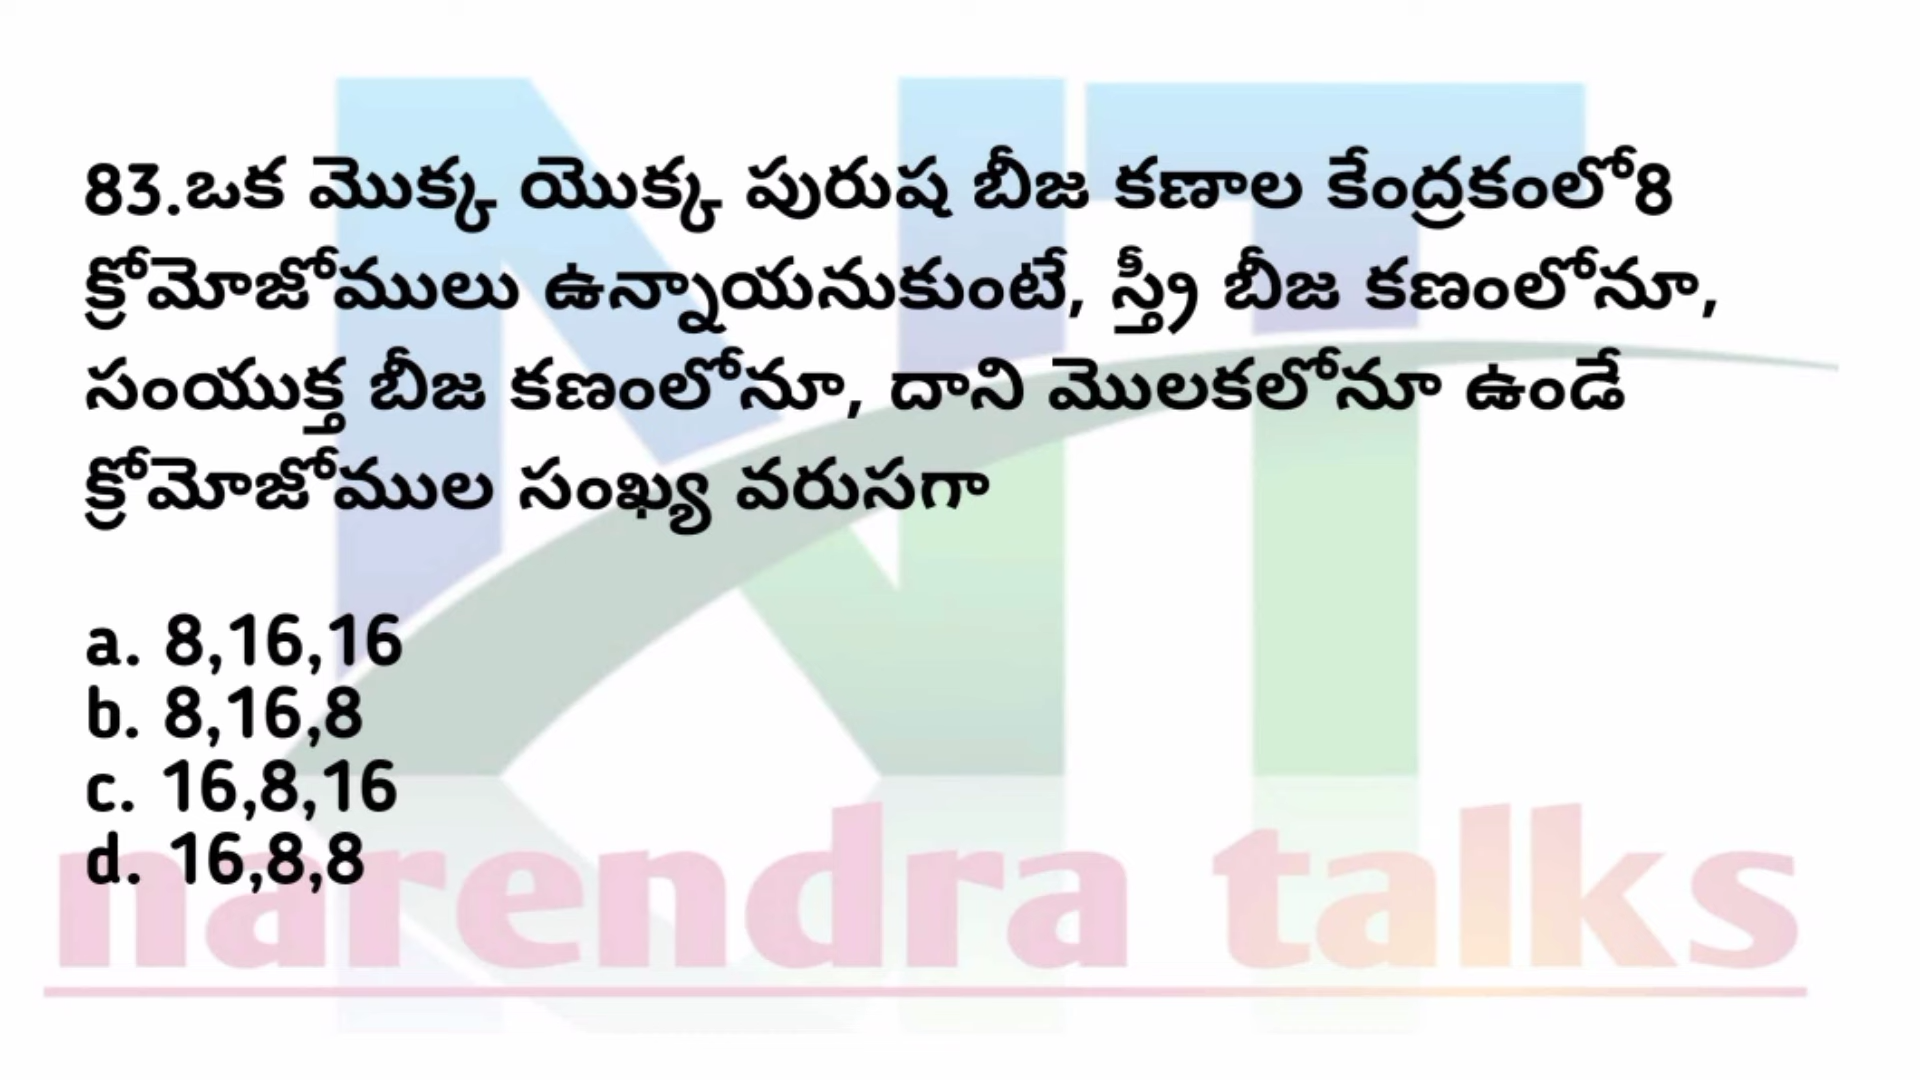 83.ఒక మొక్క యొక్క పురుష బీజ కణాల కేంద్రకంలో8
క్రోమోజోములు ఉన్నాయనుకుంటే, స్త్రీ బీజ కణంలోనూ,
సంయుక్త బీజ కణంలోనూ, దాని మొలకలోనూ ఉండే
క్రోమోజోముల సంఖ్య వరుసగా
a. 8,16,16
b. 8,16,8
c. 16,8,16
d. 16,8,8
NT
narendra talks